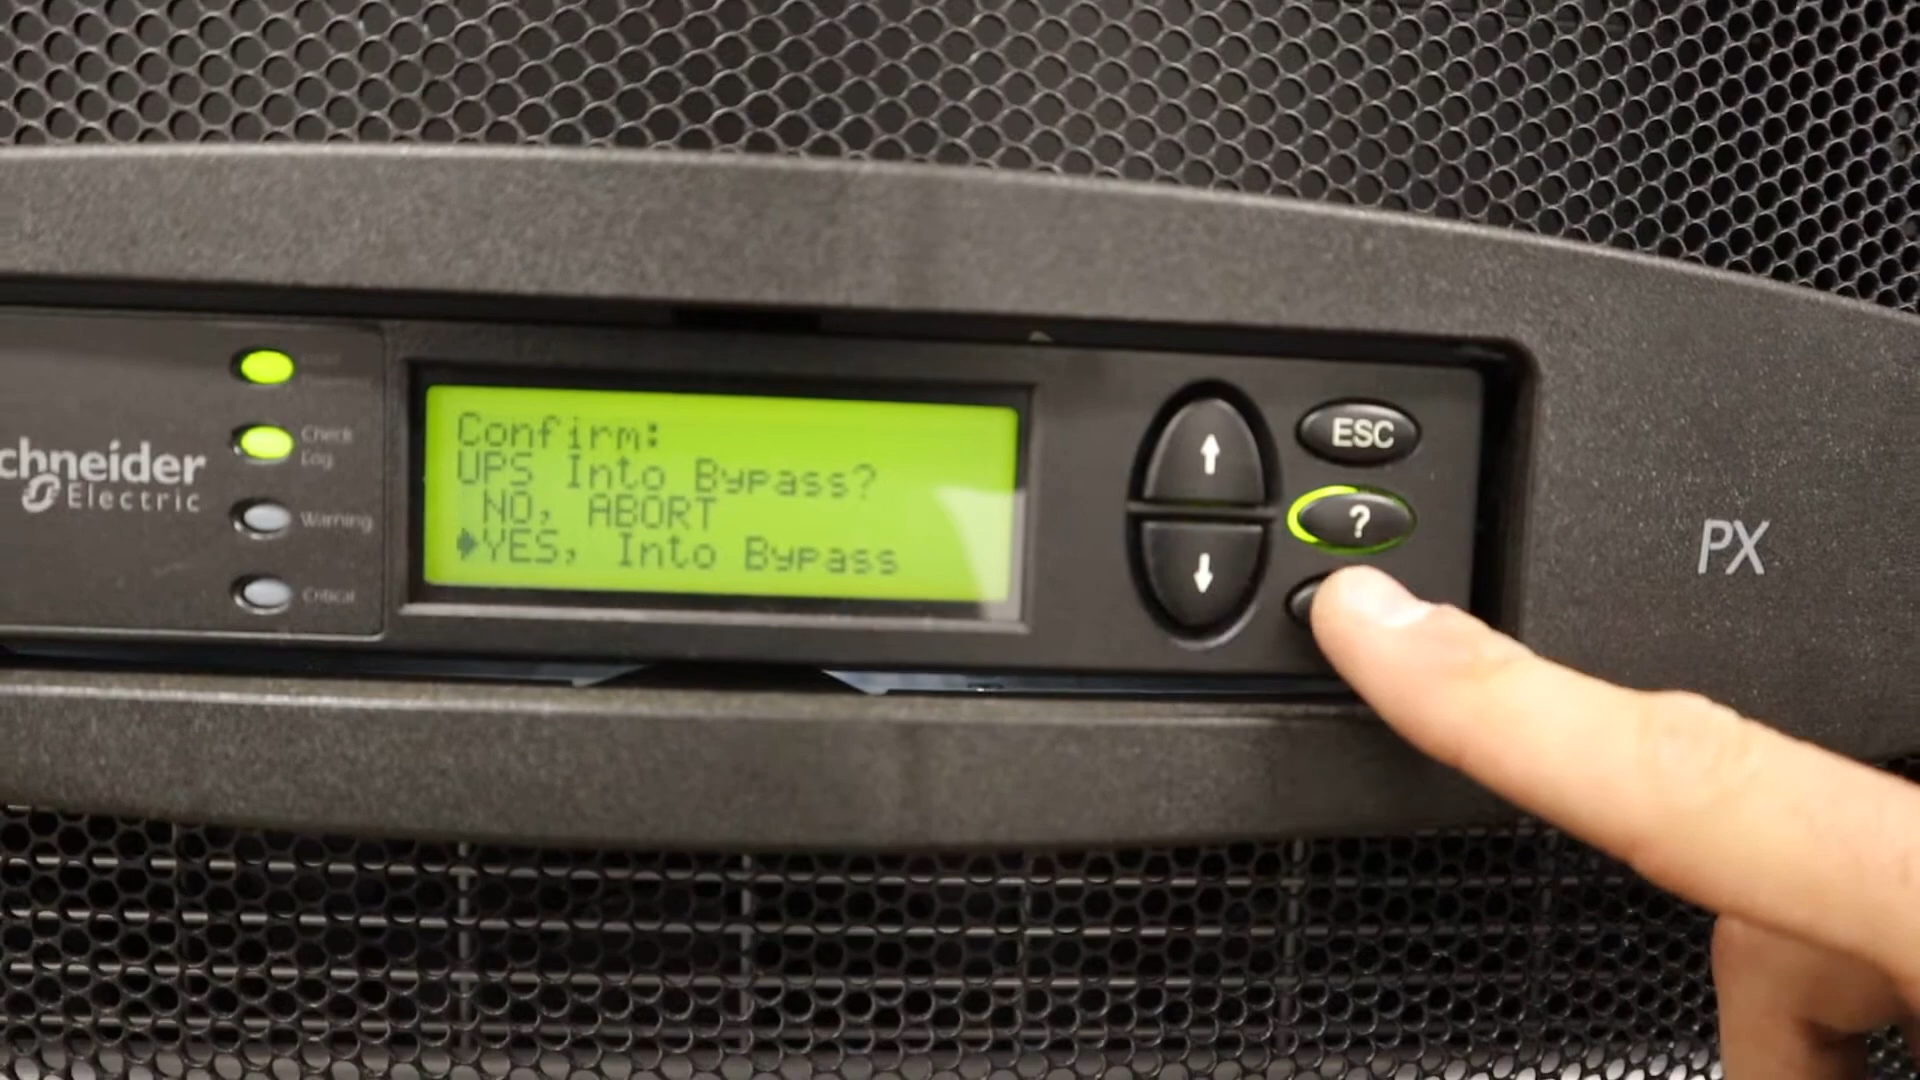 chneider
Electric
Check
Log
Warning
Critical
Confirm:
UPS Into Bypass?
NO, ABORT
YES, Into Bypass
↑
↓
ESC
?
PX